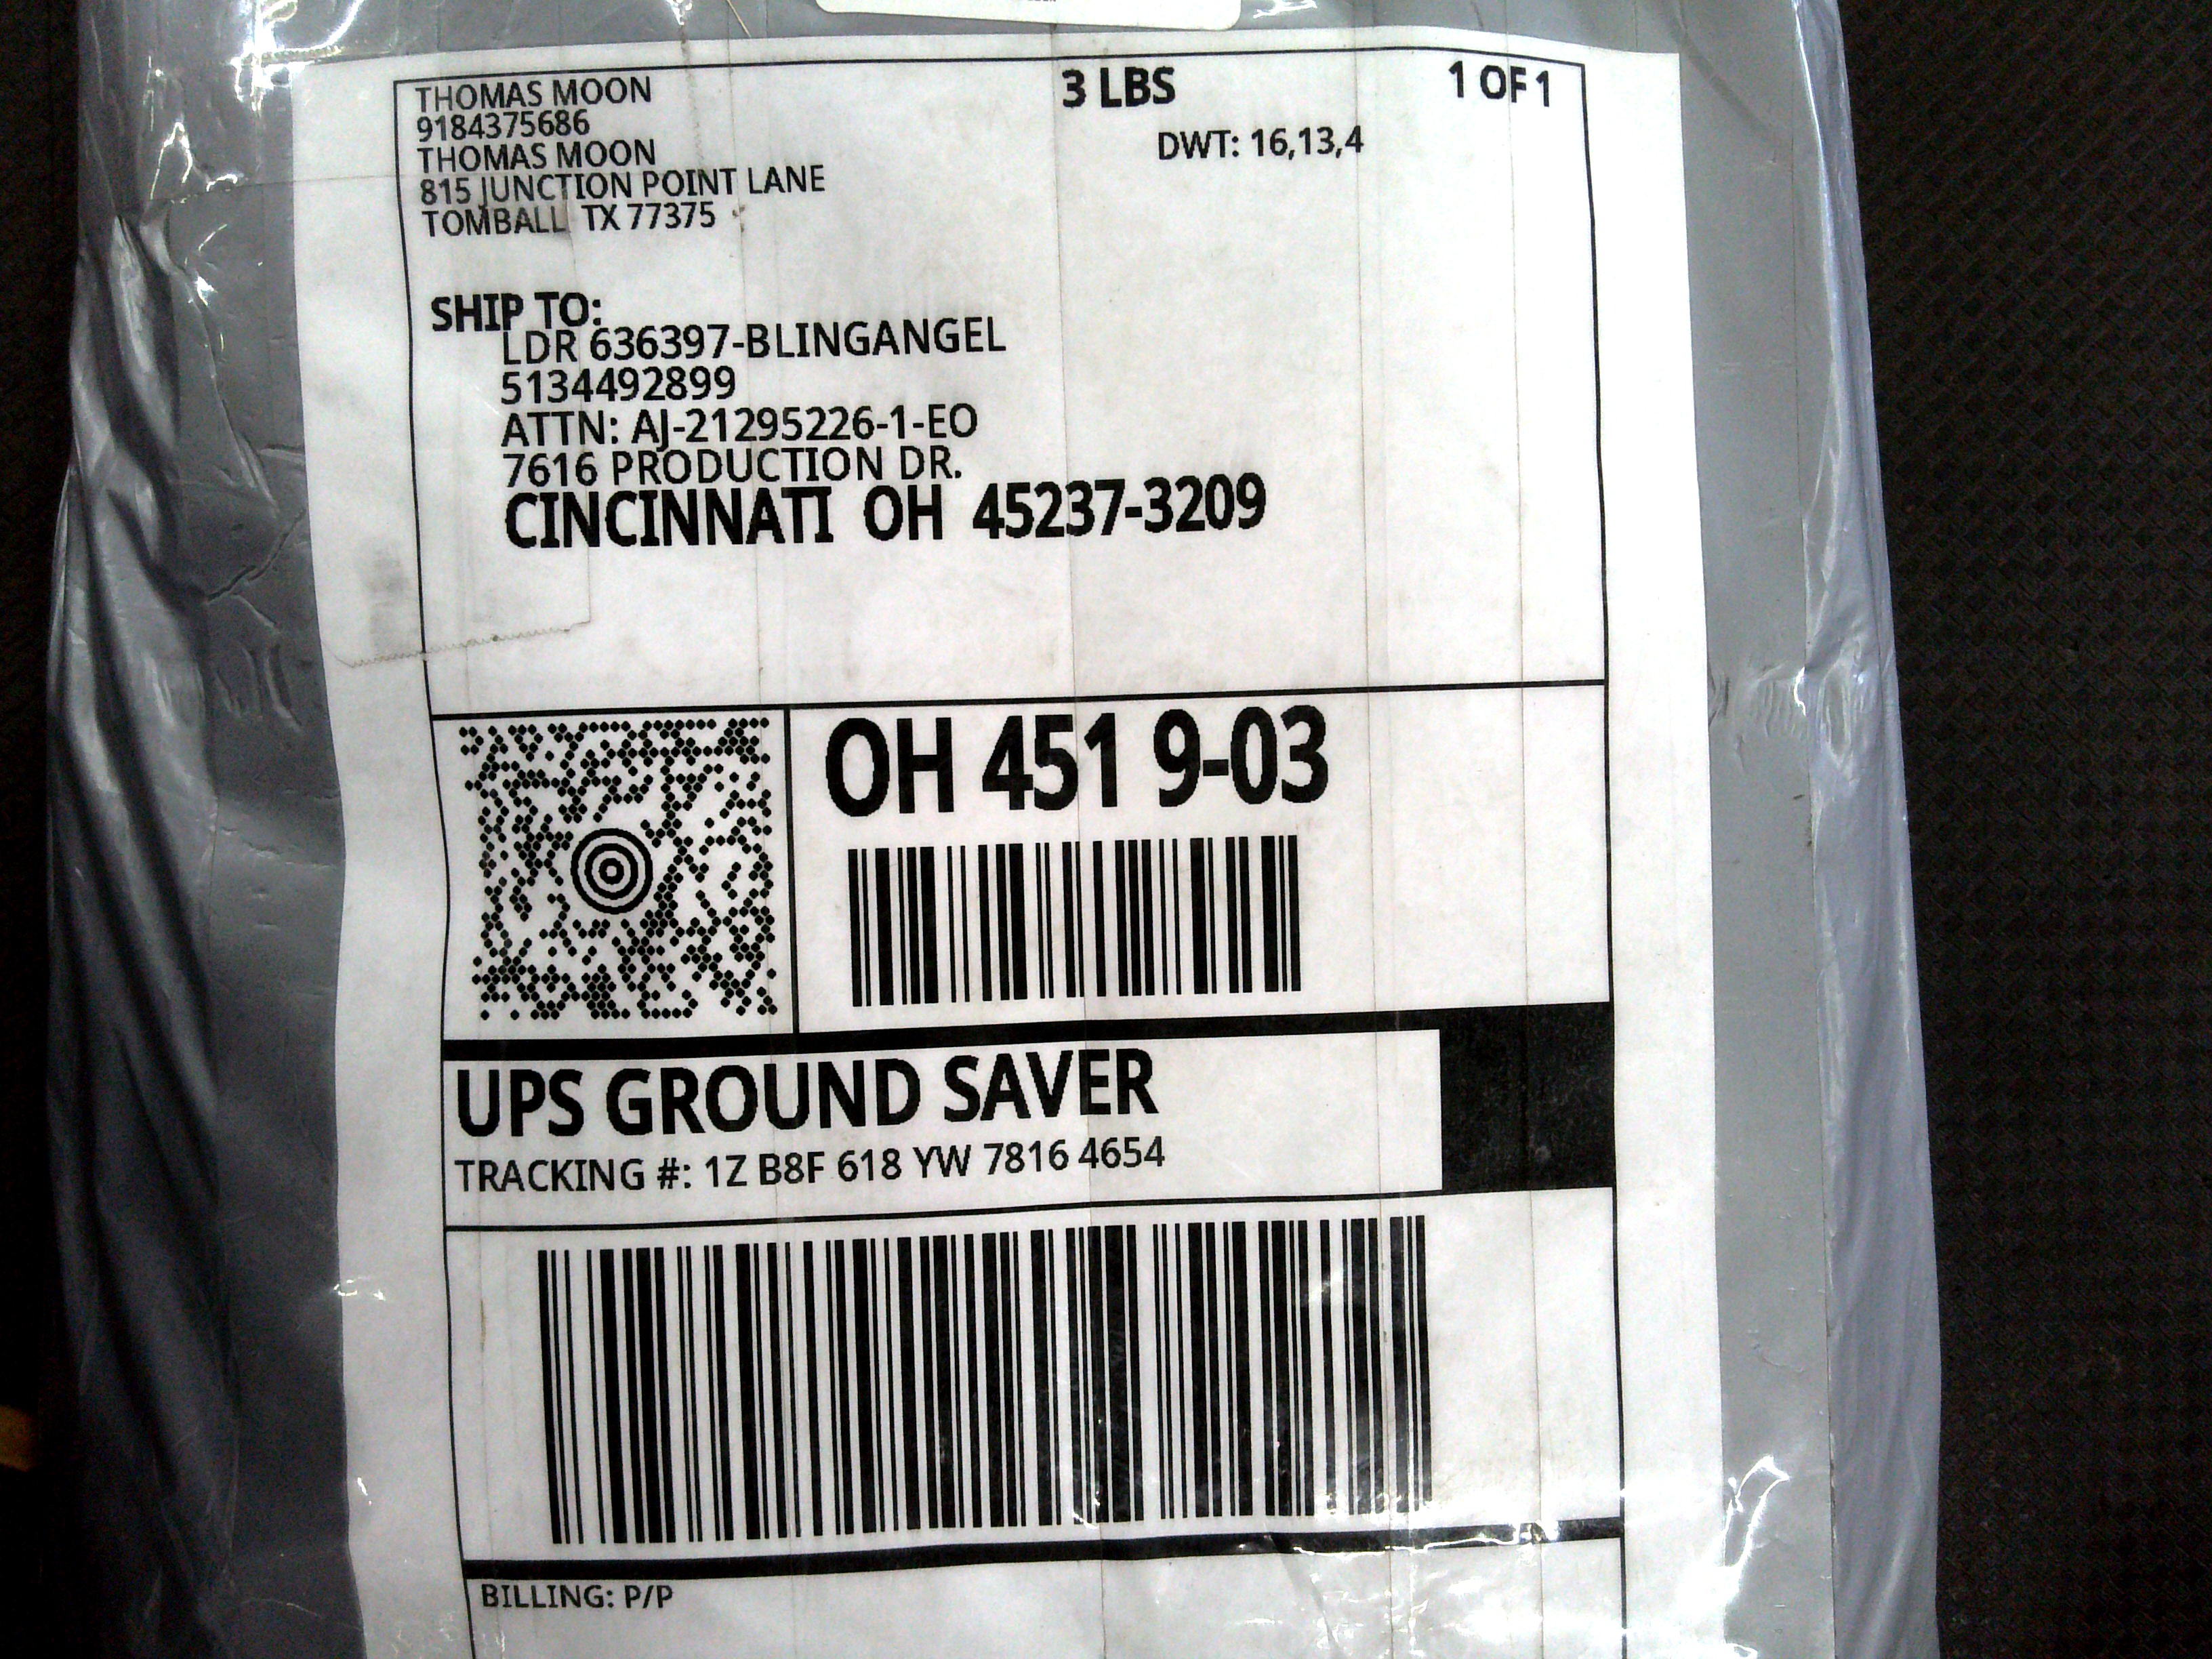 THOMAS MOON
9184375686
THOMAS MOON
815 JUNCTION POINT LANE
TOMBALL TX 77375
3 LBS
1 OF 1
DWT: 16,13,4
SHIP TO:
LDR 636397-BLINGANGEL
5134492899
ATTN: AJ-21295226-1-EO
7616 PRODUCTION DR.
CINCINNATI OH 45237-3209
OH 451 9-03
UPS GROUND SAVER
TRACKING #: 1Z B8F 618 YW 7816 4654
BILLING: P/P